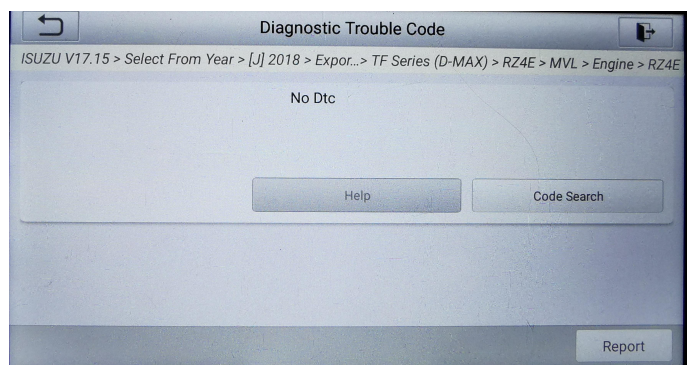 Diagnostic Trouble Code
ISUZU V17.15 > Select From Year > [J] 2018 > Expor...> TF Series (D-MAX) > RZ4E > MVL > Engine > RZ4E
No Dtc
Help
Code Search
Report